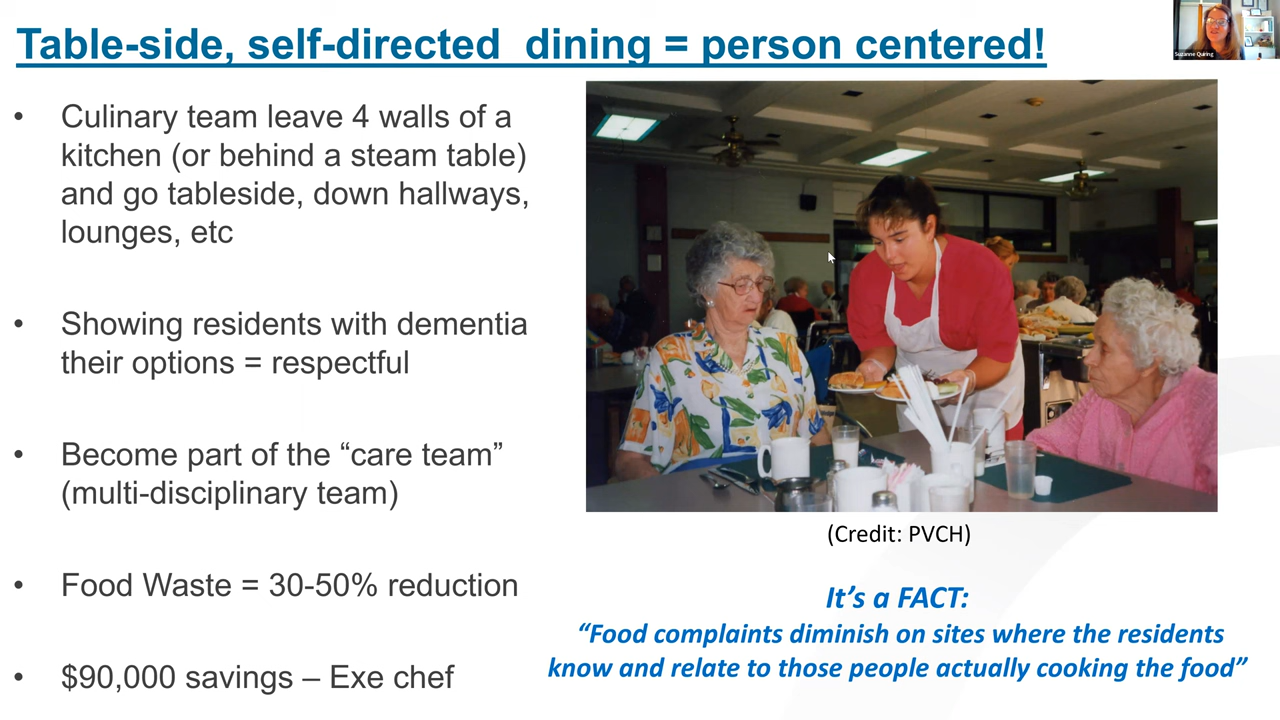 Table-side, self-directed  dining = person centered!
Suzanne Quiring
• Culinary team leave 4 walls of a
kitchen (or behind a steam table)
and go tableside, down hallways,
lounges, etc
• Showing residents with dementia
their options = respectful
• Become part of the “care team”
(multi-disciplinary team)
• Food Waste = 30-50% reduction
• $90,000 savings – Exe chef
(Credit: PVCH)
It’s a FACT:
“Food complaints diminish on sites where the residents
know and relate to those people actually cooking the food”